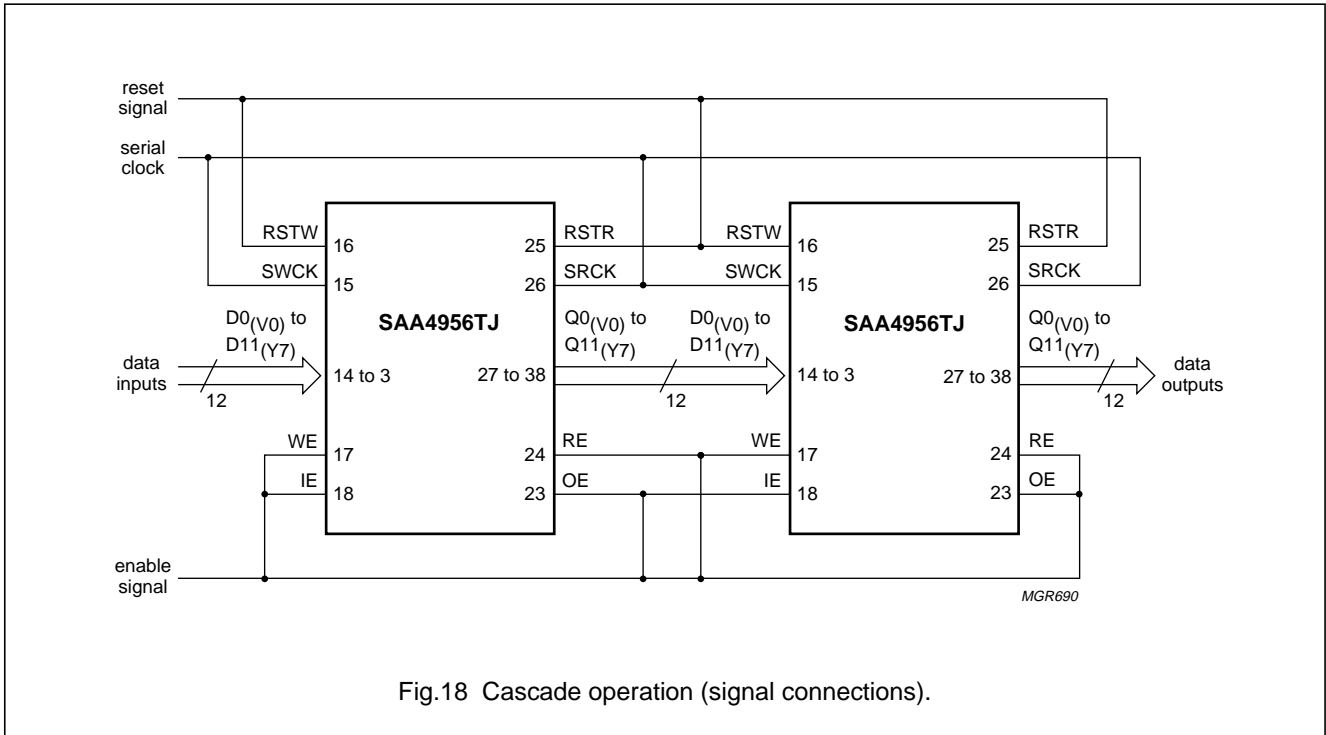 reset
signal
serial
clock
RSTW
16
25
RSTR
RSTW
16
25
RSTR
SWCK
15
26
SRCK
SWCK
15
26
SRCK
SAA4956TJ
SAA4956TJ
D0(V0) to
D11(Y7)
Q0(V0) to
Q11(Y7)
D0(V0) to
D11(Y7)
Q0(V0) to
Q11(Y7)
data
inputs
12
14 to 3
27 to 38
12
14 to 3
27 to 38
12
data
outputs
WE
17
24
RE
WE
17
24
RE
IE
18
23
OE
IE
18
23
OE
enable
signal
MGR690
Fig.18 Cascade operation (signal connections).